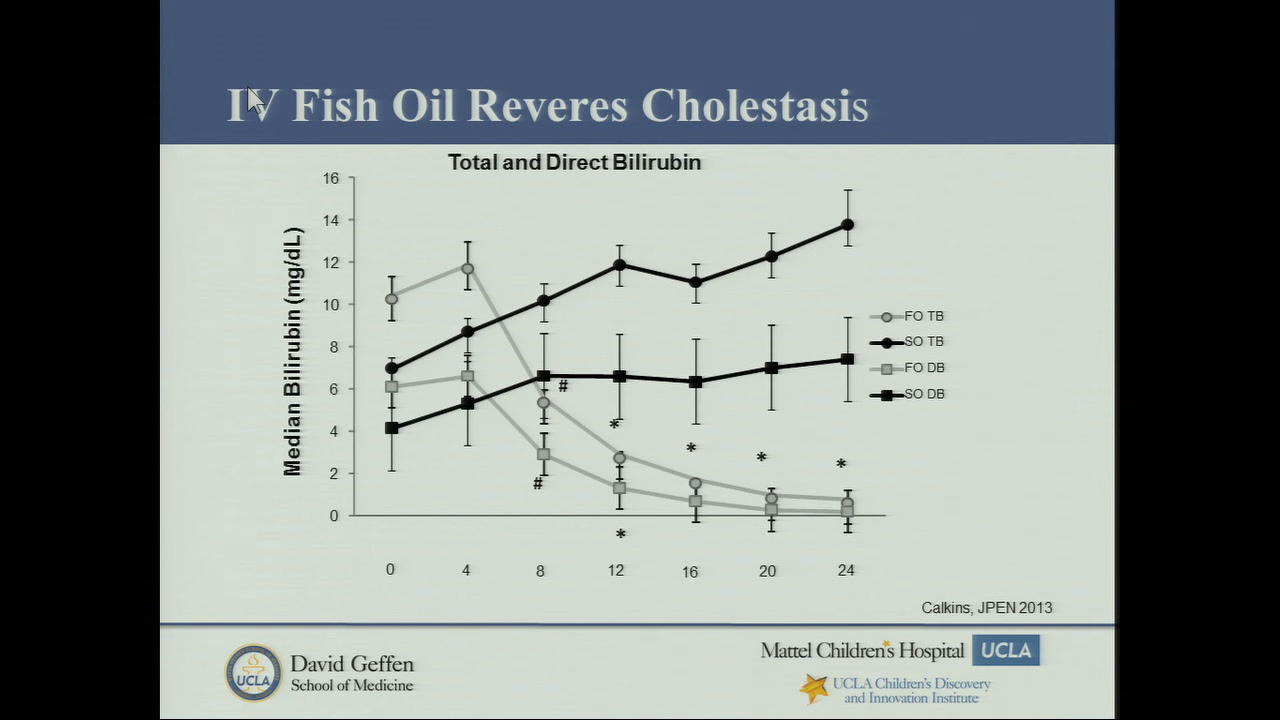 IV Fish Oil Reveres Cholestasis
Total and Direct Bilirubin
Median Bilirubin (mg/dL)
16
14
12
10
8
6
4
2
0
#
#
*
*
*
*
*
0 4 8 12 16 20 24
FO TB
SO TB
FO DB
SO DB
Calkins, JPEN 2013
UCLA
David Geffen
School of Medicine
Mattel Children's Hospital UCLA
UCLA Children's Discovery
and Innovation Institute